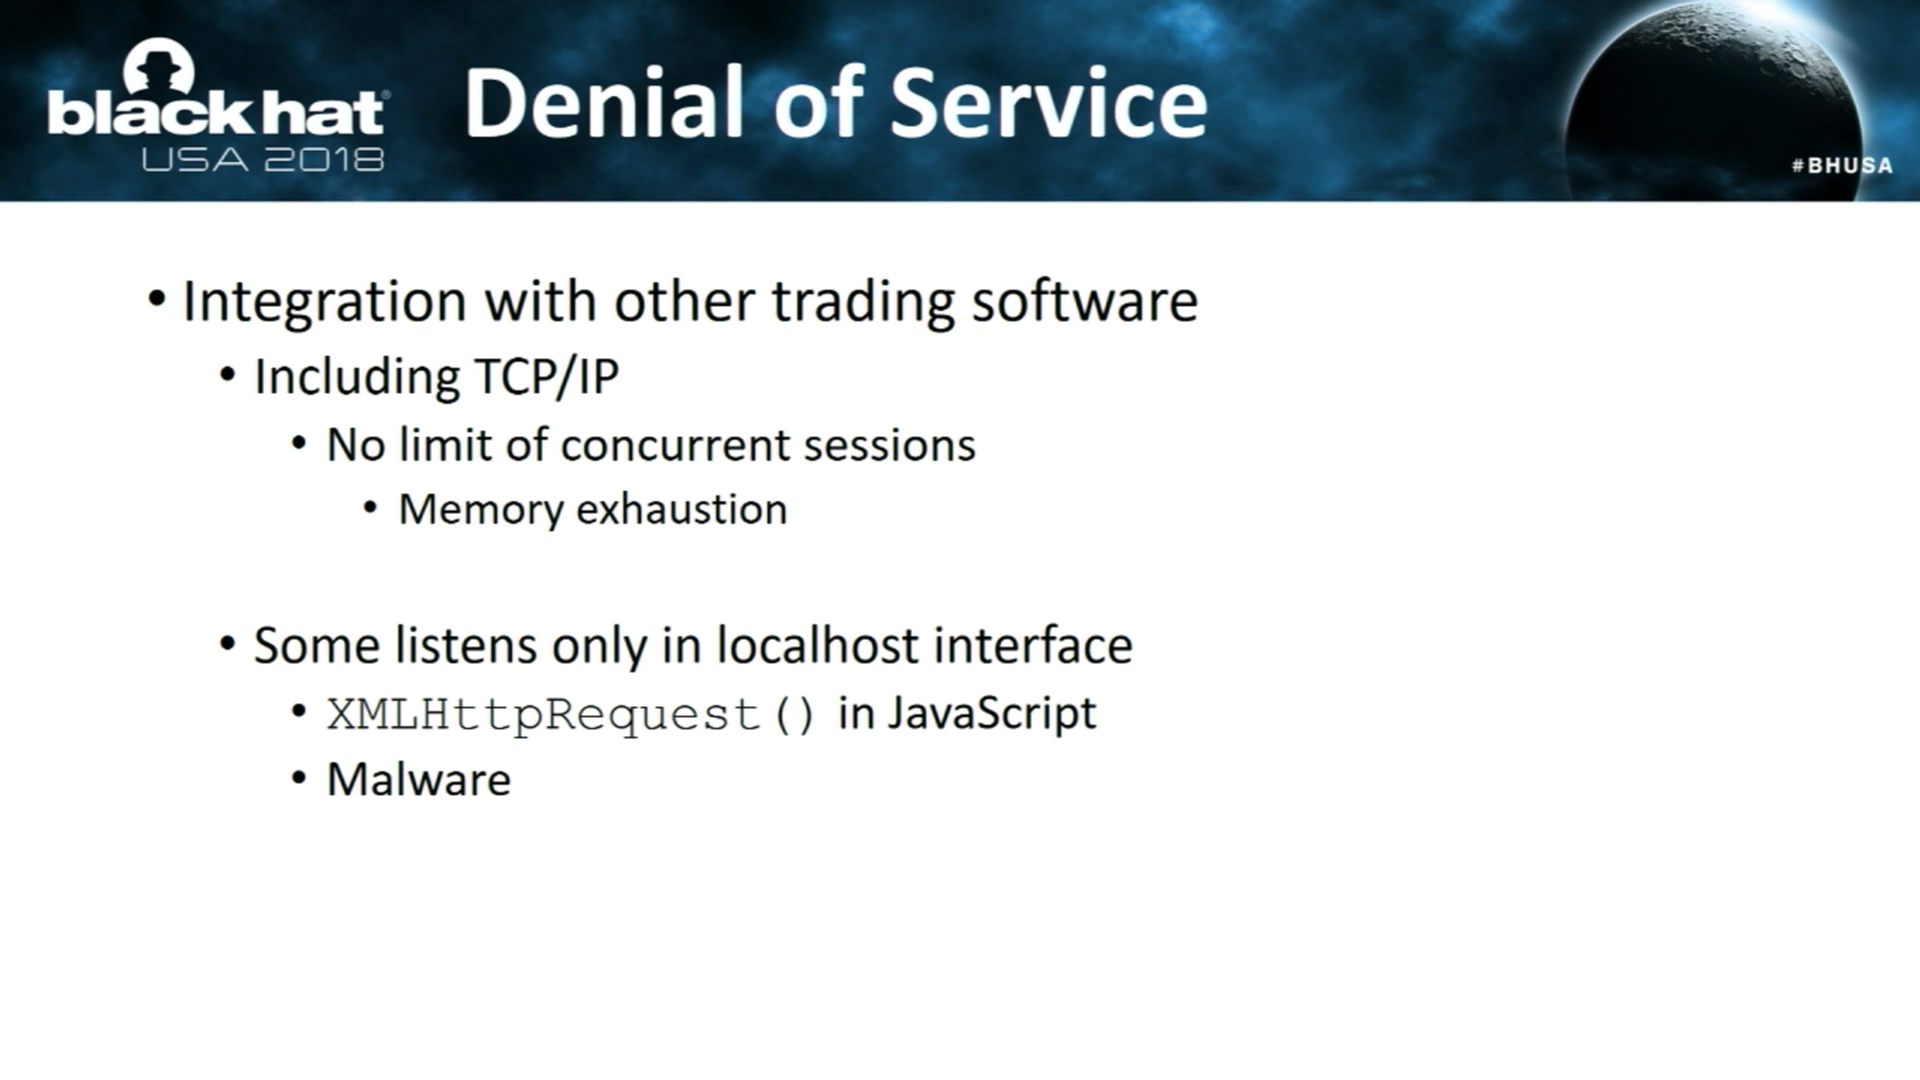 black hat®
USA 2018
Denial of Service
#BHUSA
• Integration with other trading software
• Including TCP/IP
• No limit of concurrent sessions
• Memory exhaustion
• Some listens only in localhost interface
• XMLHttpRequest() in JavaScript
• Malware